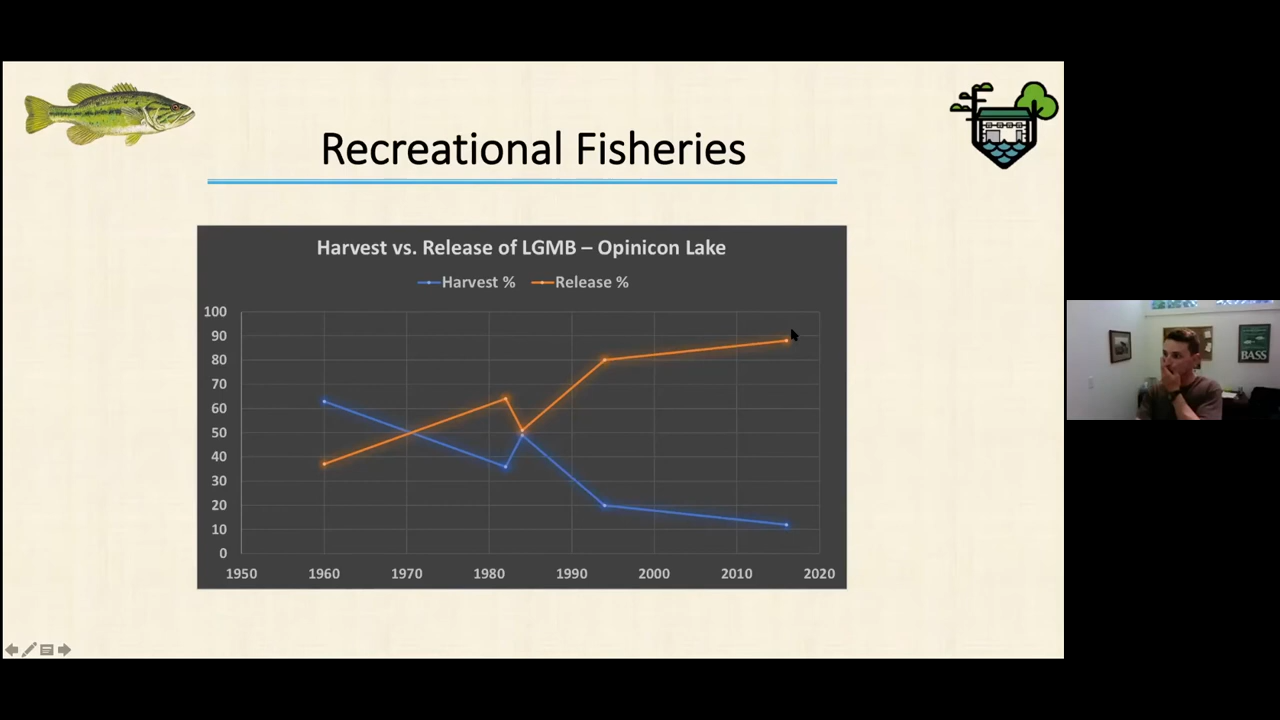 Recreational Fisheries
Harvest vs. Release of LGMB – Opinicon Lake
Harvest % Release %
100
90
80
70
60
50
40
30
20
10
0
1950 1960 1970 1980 1990 2000 2010 2020
BASS